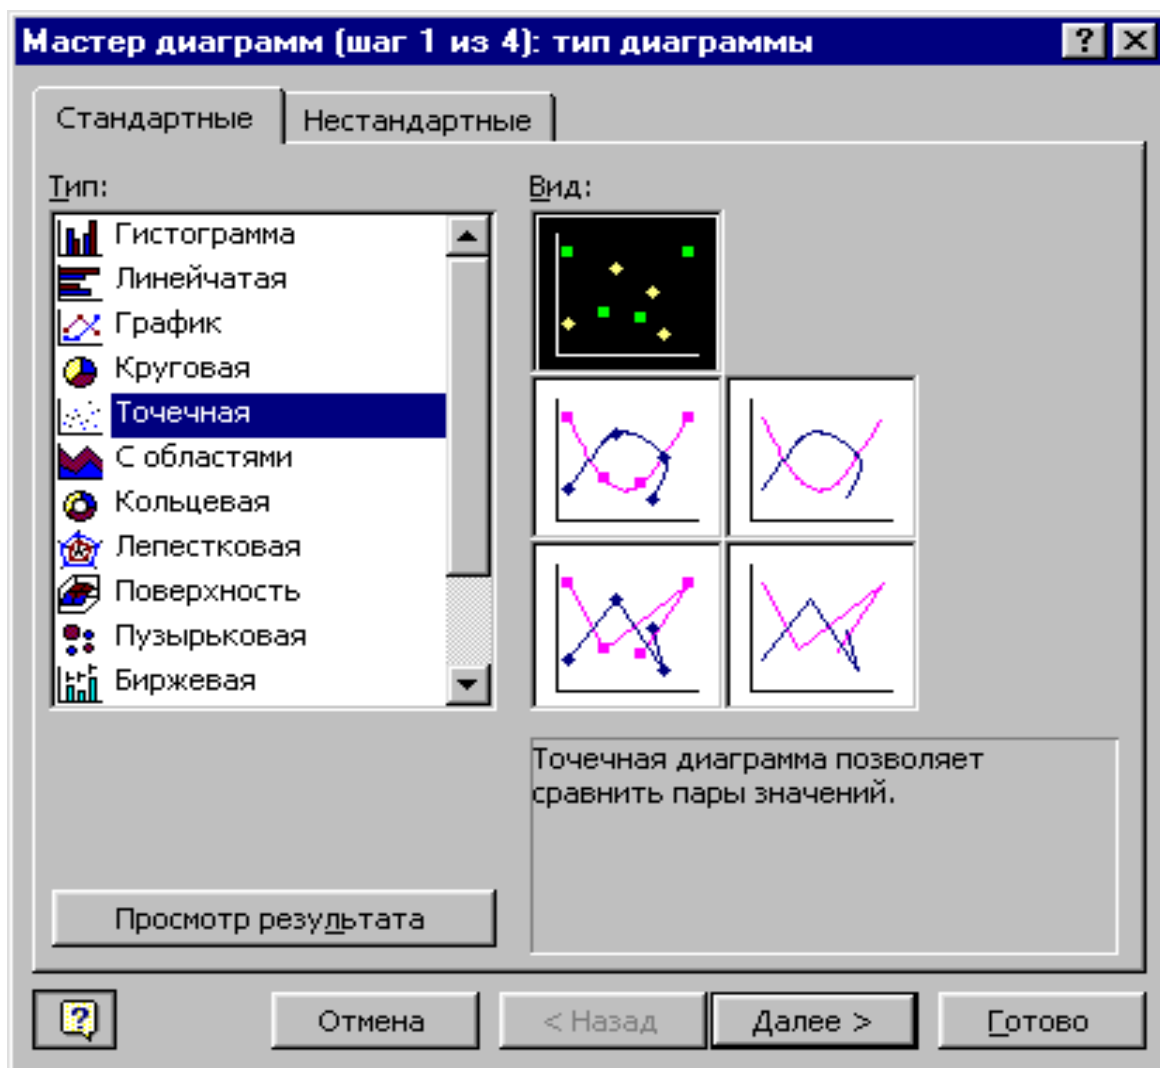 Мастер диаграмм (шаг 1 из 4): тип диаграммы
Стандартные
Нестандартные
Тип:
Гистограмма
Линейчатая
График
Круговая
Точечная
С областями
Кольцевая
Лепестковая
Поверхность
Пузырьковая
Биржевая
Вид:
Точечная диаграмма позволяет
сравнить пары значений.
Просмотр результата
Отмена
< Назад
Далее >
Готово